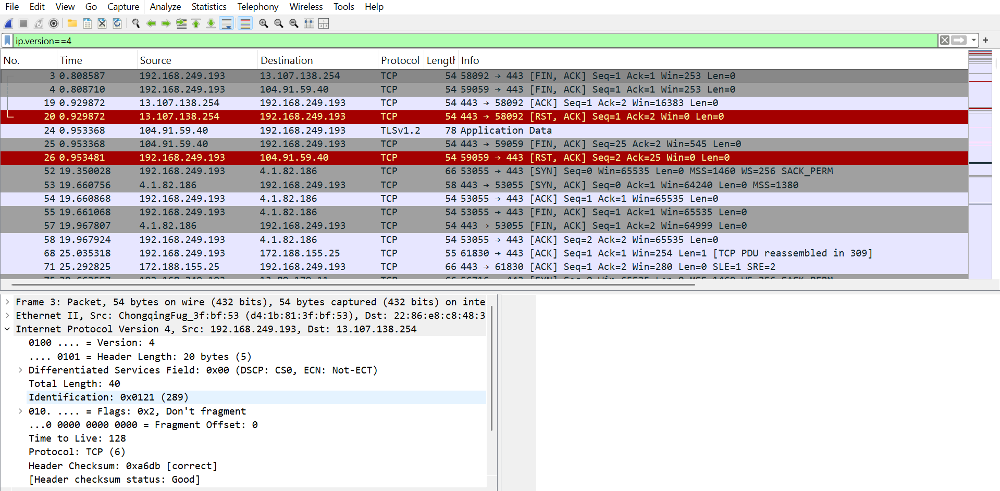 File Edit View Go Capture Analyze Statistics Telephony Wireless Tools Help
ip.version==4
No. Time Source Destination Protocol Length Info
3 0.808587 192.168.249.193 13.107.138.254 TCP 54 58092 → 443 [FIN, ACK] Seq=1 Ack=1 Win=253 Len=0
4 0.808710 192.168.249.193 104.91.59.40 TCP 54 59059 → 443 [FIN, ACK] Seq=1 Ack=1 Win=253 Len=0
19 0.929872 13.107.138.254 192.168.249.193 TCP 54 443 → 58092 [ACK] Seq=1 Ack=2 Win=16383 Len=0
20 0.929872 13.107.138.254 192.168.249.193 TCP 54 443 → 58092 [RST, ACK] Seq=1 Ack=2 Win=0 Len=0
24 0.953368 104.91.59.40 192.168.249.193 TLSv1.2 78 Application Data
25 0.953368 104.91.59.40 192.168.249.193 TCP 54 443 → 59059 [FIN, ACK] Seq=25 Ack=2 Win=545 Len=0
26 0.953481 192.168.249.193 104.91.59.40 TCP 54 59059 → 443 [RST, ACK] Seq=2 Ack=25 Win=0 Len=0
52 19.350028 192.168.249.193 4.1.82.186 TCP 66 53055 → 443 [SYN] Seq=0 Win=65535 Len=0 MSS=1460 WS=256 SACK_PERM
53 19.660756 4.1.82.186 192.168.249.193 TCP 58 443 → 53055 [SYN, ACK] Seq=0 Ack=1 Win=64240 Len=0 MSS=1380
54 19.660868 192.168.249.193 4.1.82.186 TCP 54 53055 → 443 [ACK] Seq=1 Ack=1 Win=65535 Len=0
55 19.661068 192.168.249.193 4.1.82.186 TCP 54 53055 → 443 [FIN, ACK] Seq=1 Ack=1 Win=65535 Len=0
57 19.967807 4.1.82.186 192.168.249.193 TCP 54 443 → 53055 [FIN, ACK] Seq=1 Ack=2 Win=64999 Len=0
58 19.967924 192.168.249.193 4.1.82.186 TCP 54 53055 → 443 [ACK] Seq=2 Ack=2 Win=65535 Len=0
68 25.035318 192.168.249.193 172.188.155.25 TCP 55 61830 → 443 [ACK] Seq=1 Ack=1 Win=254 Len=1 [TCP PDU reassembled in 309]
71 25.292825 172.188.155.25 192.168.249.193 TCP 66 443 → 61830 [ACK] Seq=1 Ack=2 Win=280 Len=0 SLE=1 SRE=2
Frame 3: Packet, 54 bytes on wire (432 bits), 54 bytes captured (432 bits) on inte
Ethernet II, Src: ChongqingFug_3f:bf:53 (d4:1b:81:3f:bf:53), Dst: 22:86:e8:c8:48:3
Internet Protocol Version 4, Src: 192.168.249.193, Dst: 13.107.138.254
0100 .... = Version: 4
.... 0101 = Header Length: 20 bytes (5)
Differentiated Services Field: 0x00 (DSCP: CS0, ECN: Not-ECT)
Total Length: 40
Identification: 0x0121 (289)
010. .... = Flags: 0x2, Don't fragment
...0 0000 0000 0000 = Fragment Offset: 0
Time to Live: 128
Protocol: TCP (6)
Header Checksum: 0xa6db [correct]
[Header checksum status: Good]